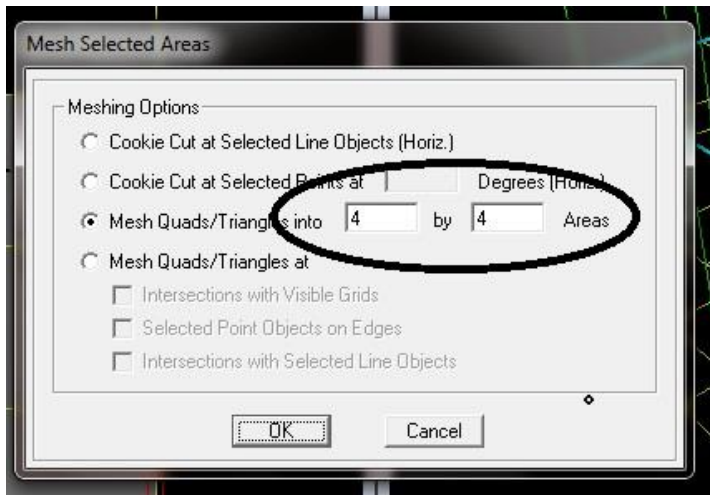 Mesh Selected Areas
Meshing Options
Cookie Cut at Selected Line Objects (Horiz.)
Cookie Cut at Selected Points at Degrees (Horiz.)
Mesh Quads/Triangles into 4 by 4 Areas
Mesh Quads/Triangles at
Intersections with Visible Grids
Selected Point Objects on Edges
Intersections with Selected Line Objects
OK Cancel